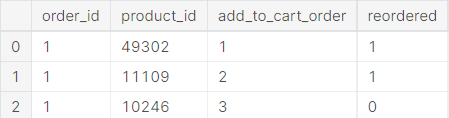 order_id product_id add_to_cart_order reordered
0 1 49302 1 1
1 1 11109 2 1
2 1 10246 3 0